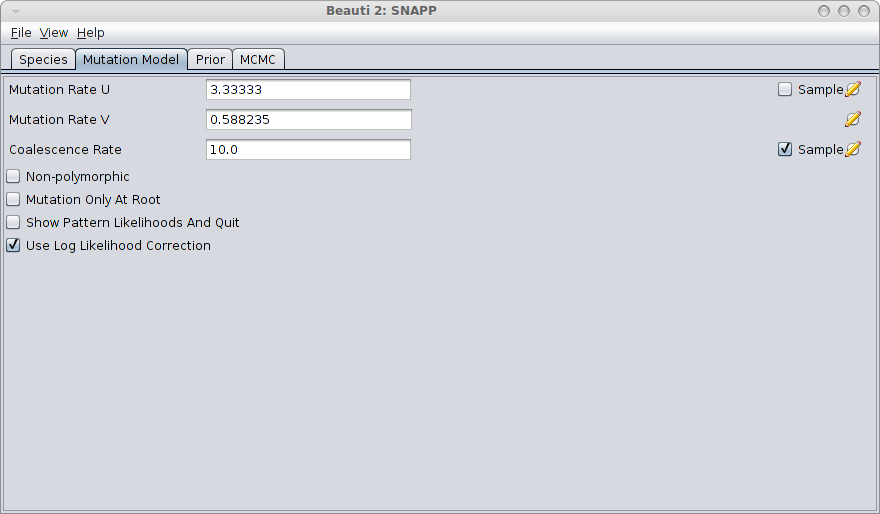 Beauti 2: SNAPP
File View Help
Species Mutation Model Prior MCMC
Mutation Rate U 3.33333 Sample
Mutation Rate V 0.588235
Coalescence Rate 10.0 Sample
Non-polymorphic
Mutation Only At Root
Show Pattern Likelihoods And Quit
Use Log Likelihood Correction